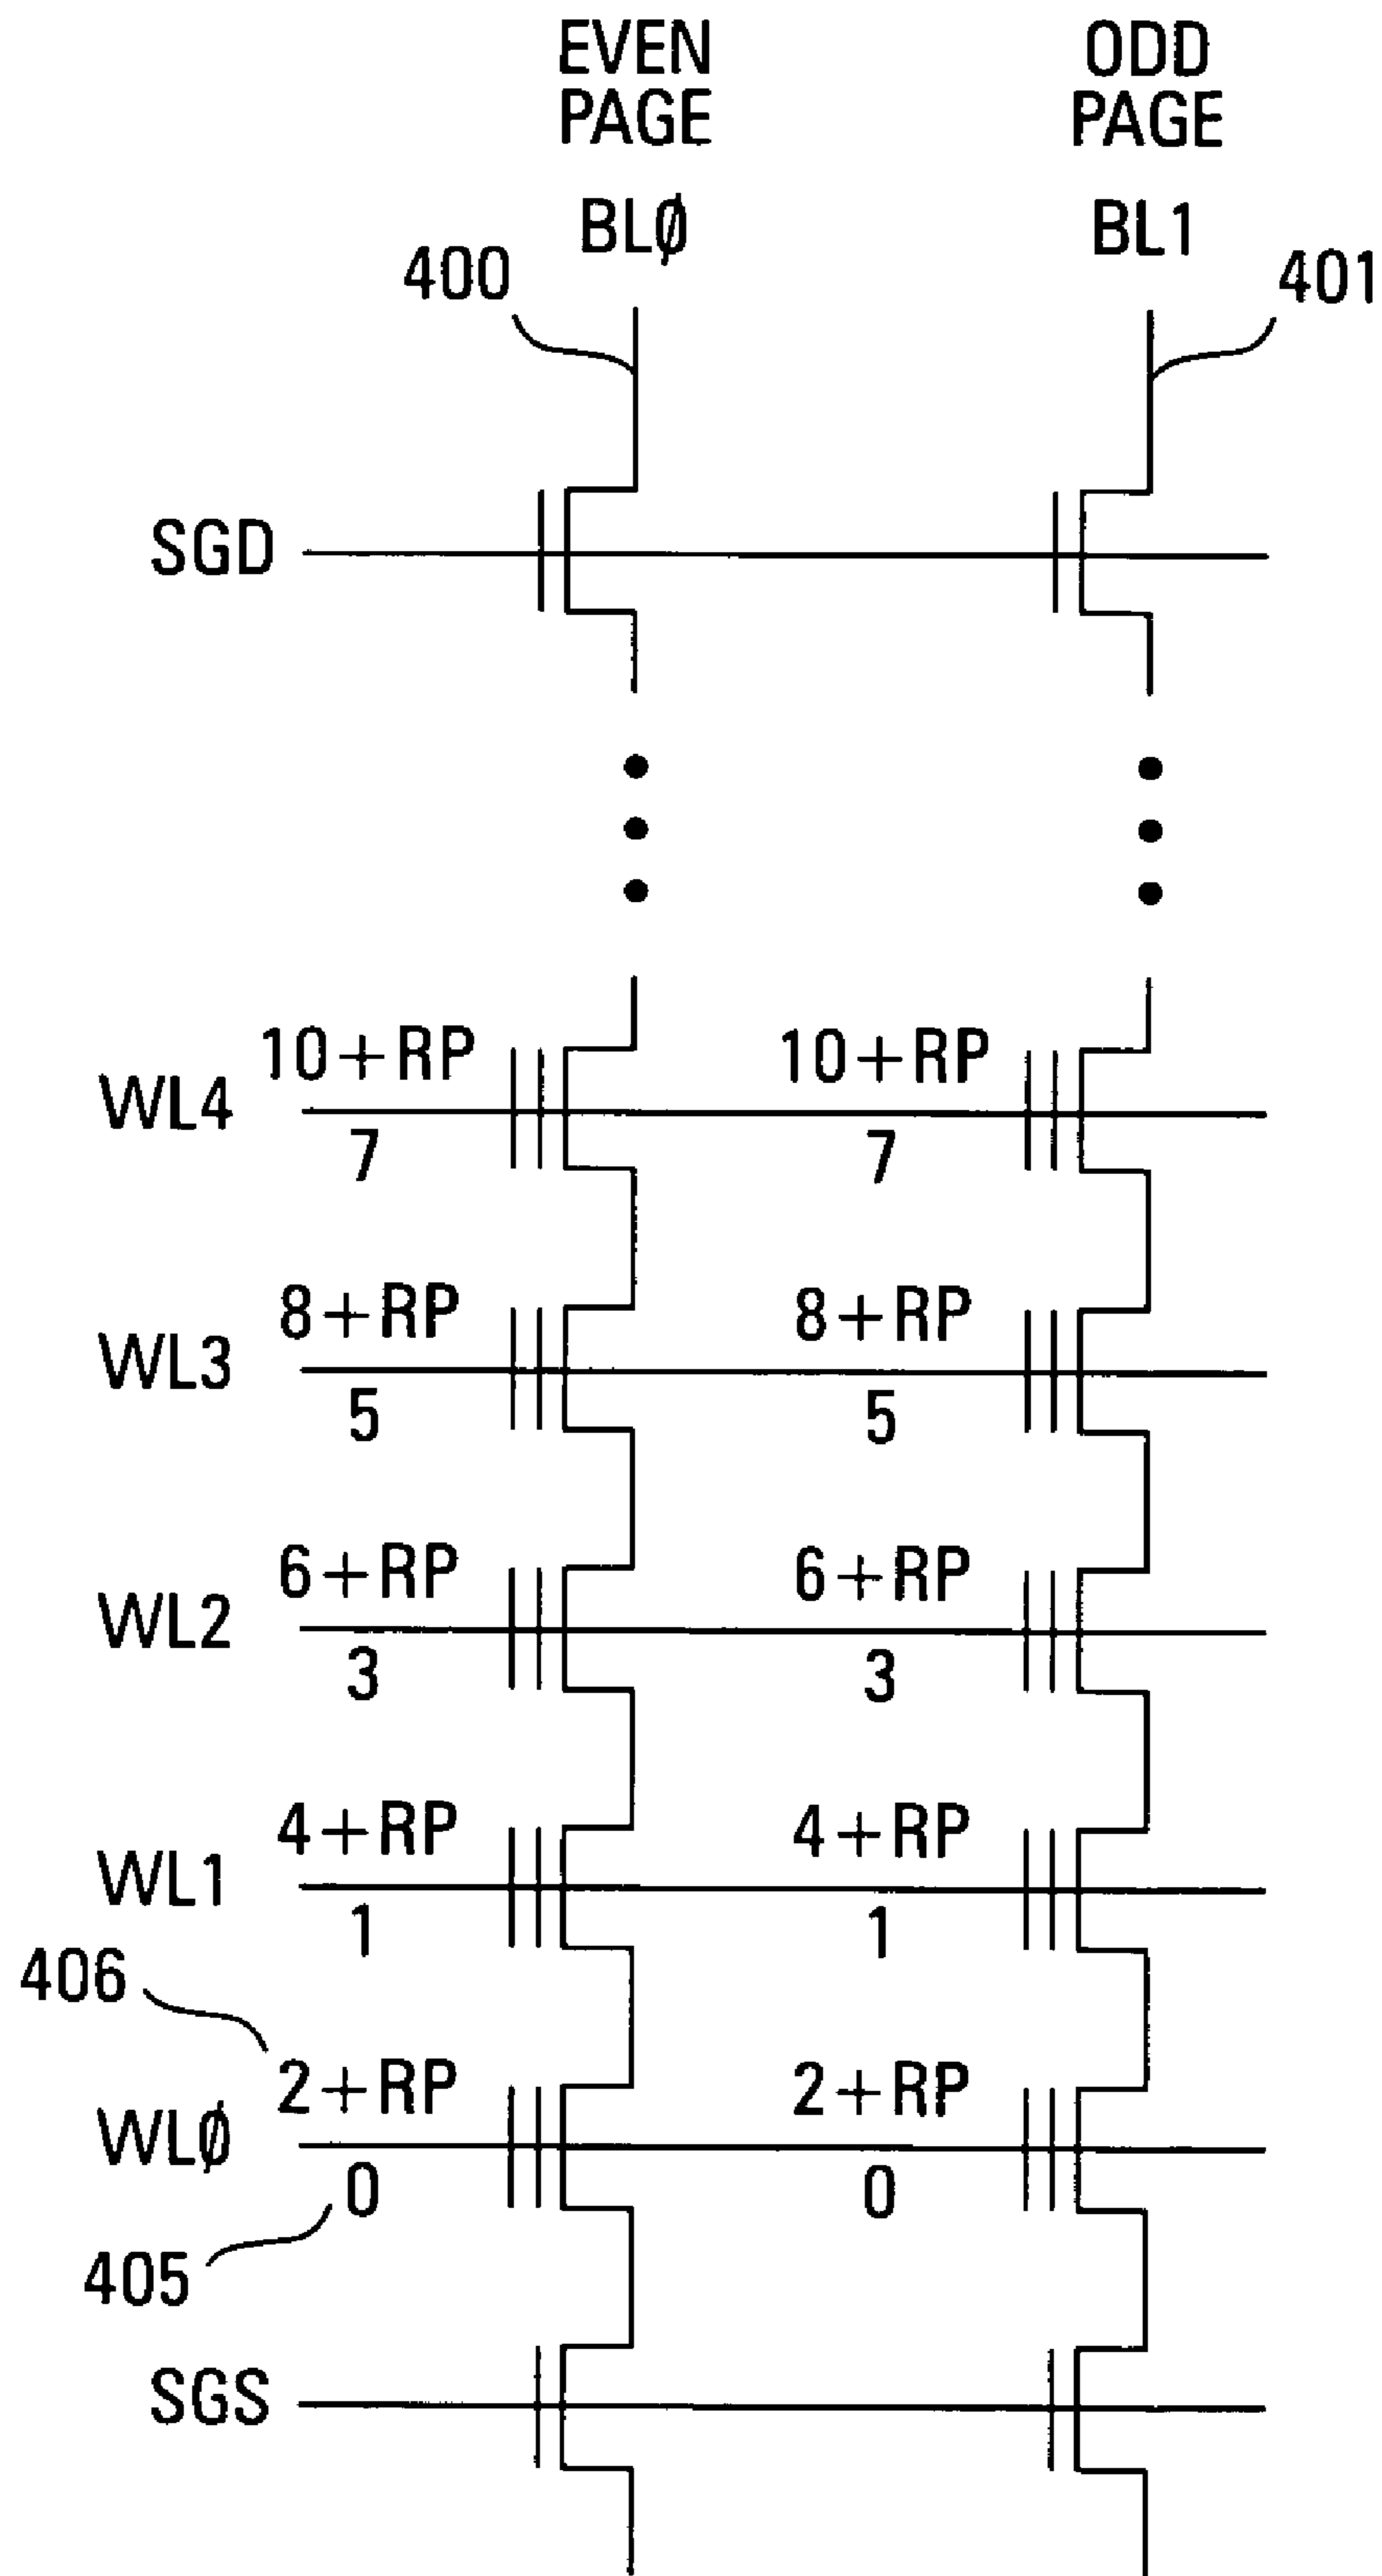 EVEN PAGE
ODD PAGE
BLØ
BL1
400
401
SGD
WL4
10+RP
7
10+RP
7
WL3
8+RP
5
8+RP
5
WL2
6+RP
3
6+RP
3
WL1
4+RP
1
4+RP
1
406
WLØ
2+RP
0
2+RP
0
405
SGS